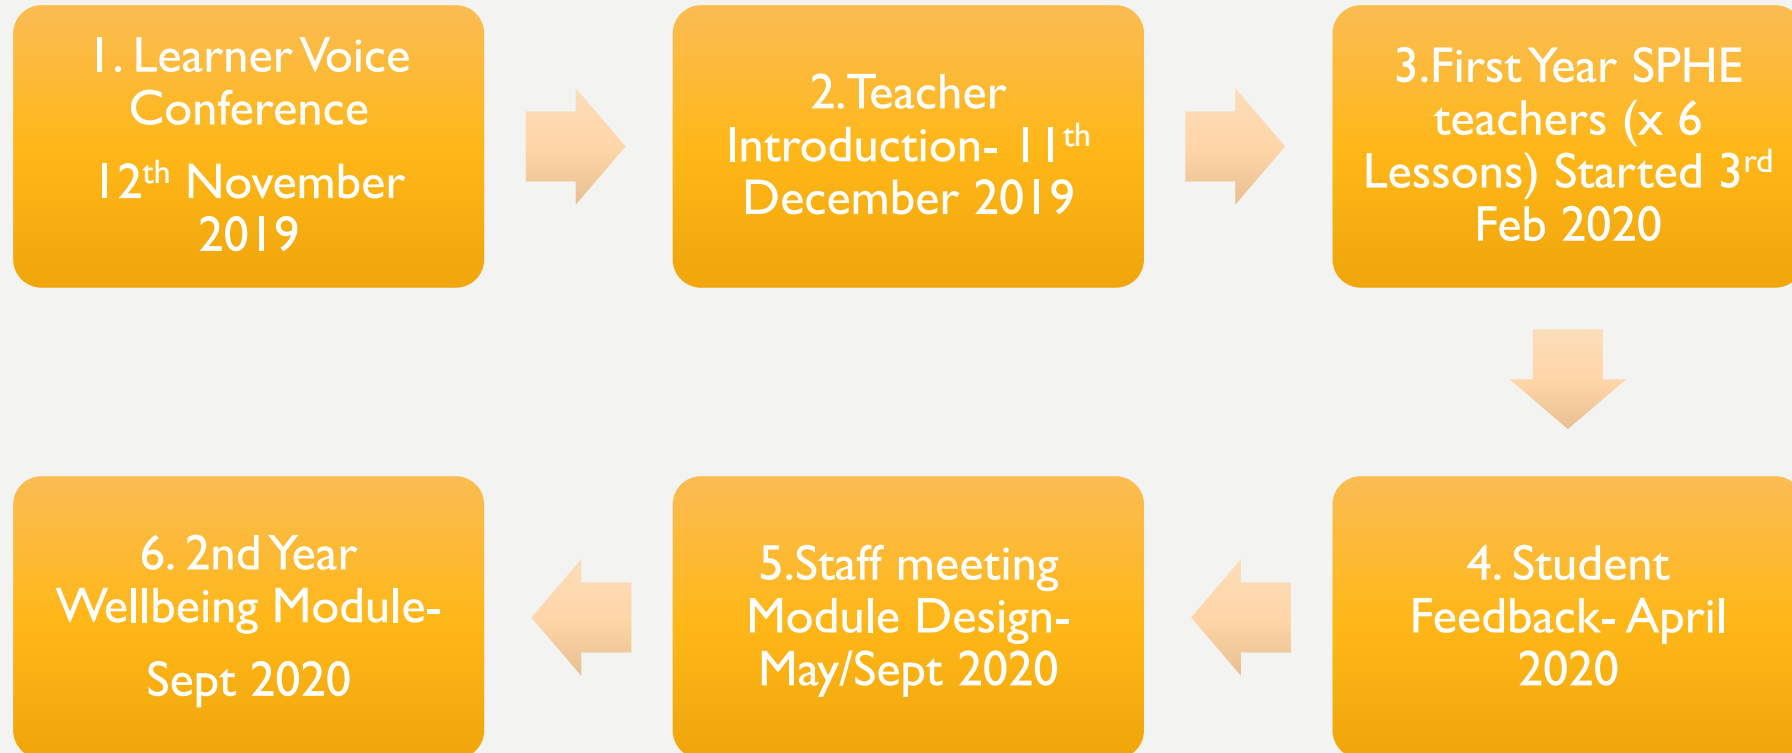 1. Learner Voice
Conference
12th November
2019
2.Teacher
Introduction- 11th
December 2019
3.First Year SPHE
teachers (x 6
Lessons) Started 3rd
Feb 2020
4. Student
Feedback- April
2020
5.Staff meeting
Module Design-
May/Sept 2020
6. 2nd Year
Wellbeing Module-
Sept 2020